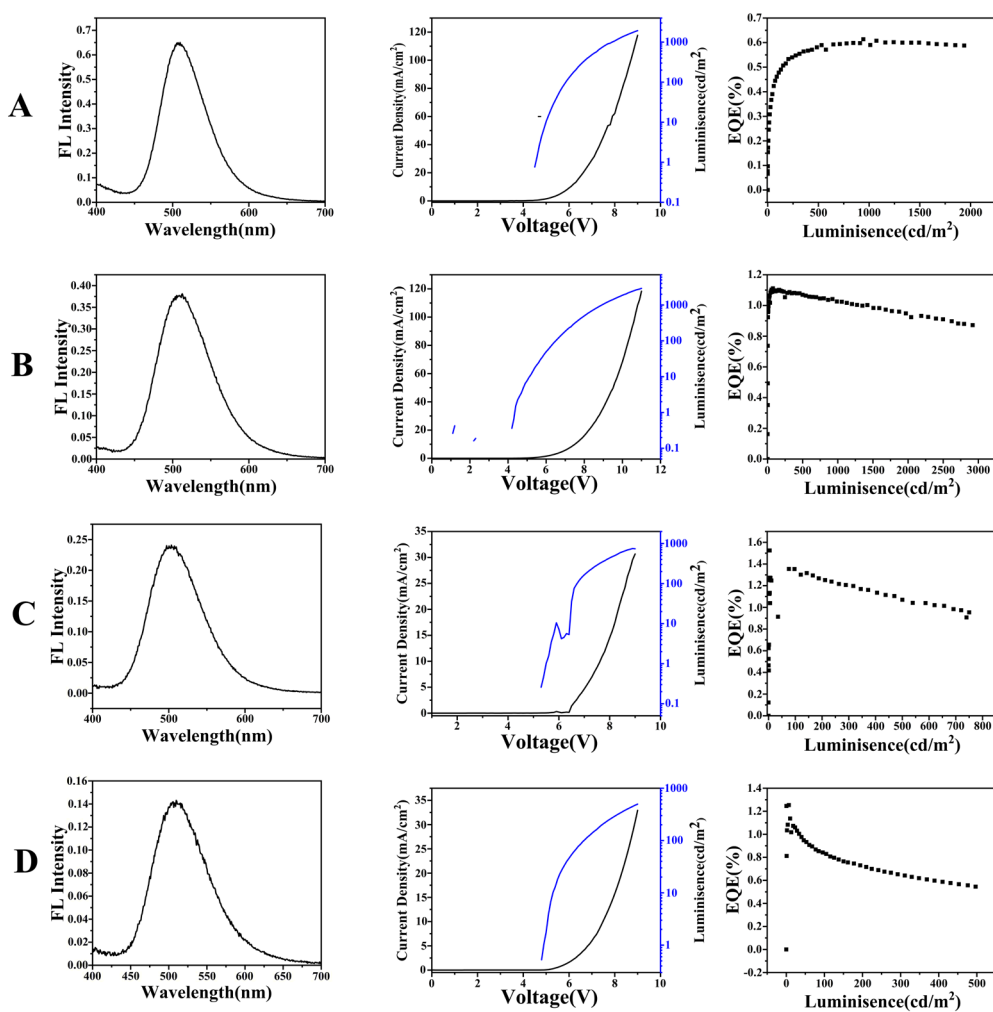 A
FL Intensity
0.7
0.6
0.5
0.4
0.3
0.2
0.1
0.0
400 500 600 700
Wavelength(nm)
Current Density(mA/cm²)
120
100
80
60
40
20
0
0 2 4 6 8 10
Voltage(V)
1000
100
10
1
0.1
Luminisence(cd/m²)
EQE(%)
0.7
0.6
0.5
0.4
0.3
0.2
0.1
0.0
0 500 1000 1500 2000
Luminisence(cd/m²)
B
FL Intensity
0.40
0.35
0.30
0.25
0.20
0.15
0.10
0.05
0.00
400 500 600 700
Wavelength(nm)
Current Density(mA/cm²)
120
100
80
60
40
20
0
0 2 4 6 8 10 12
Voltage(V)
1000
100
10
1
0.1
Luminisence(cd/m²)
EQE(%)
1.2
1.0
0.8
0.6
0.4
0.2
0.0
0 500 1000 1500 2000 2500 3000
Luminisence(cd/m²)
C
FL Intensity
0.25
0.20
0.15
0.10
0.05
0.00
400 500 600 700
Wavelength(nm)
Current Density(mA/cm²)
35
30
25
20
15
10
5
0
2 4 6 8 10
Voltage(V)
1000
100
10
1
0.1
Luminisence(cd/m²)
EQE(%)
1.6
1.4
1.2
1.0
0.8
0.6
0.4
0.2
0.0
0 100 200 300 400 500 600 700 800
Luminisence(cd/m²)
D
FL Intensity
0.16
0.14
0.12
0.10
0.08
0.06
0.04
0.02
0.00
400 450 500 550 600 650 700
Wavelength(nm)
Current Density(mA/cm²)
35
30
25
20
15
10
5
0
0 2 4 6 8 10
Voltage(V)
1000
100
10
1
Luminisence(cd/m²)
EQE(%)
1.4
1.2
1.0
0.8
0.6
0.4
0.2
0.0
-0.2
0 100 200 300 400 500
Luminisence(cd/m²)